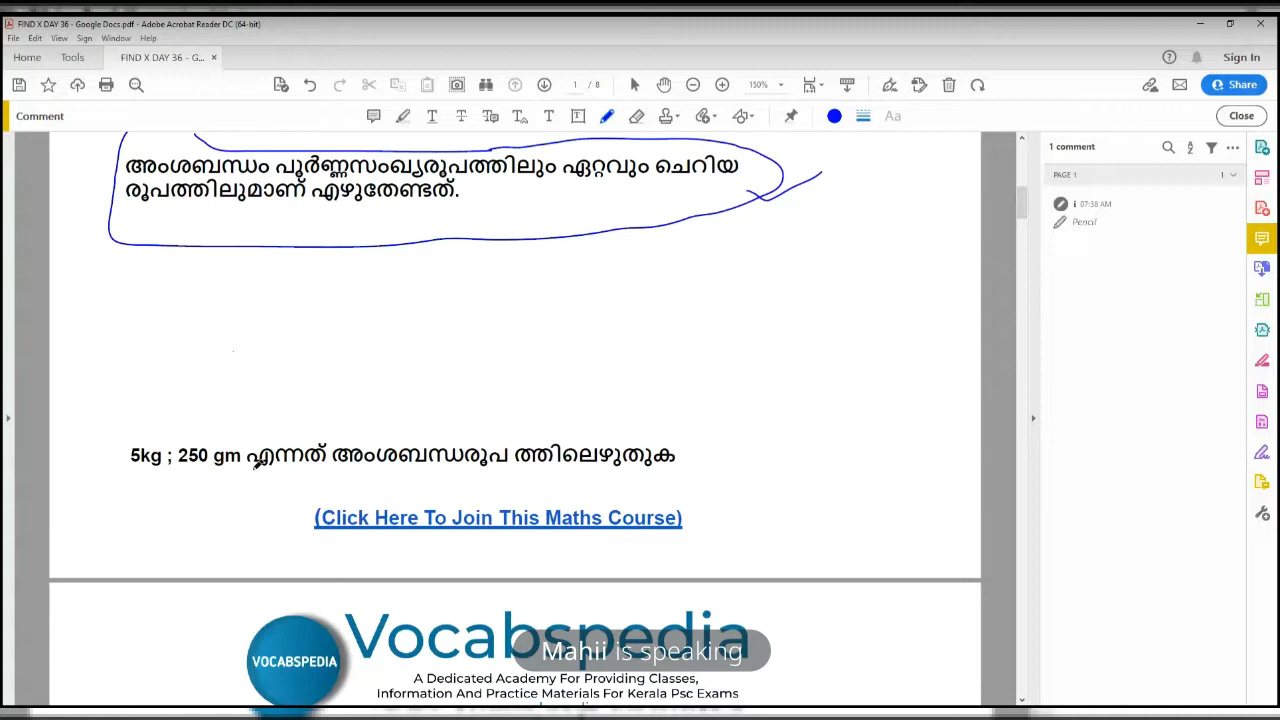 FIND X DAY 36 - Google Docs.pdf - Adobe Acrobat Reader DC (64-bit)
File Edit View Sign Window Help
Home Tools FIND X DAY 36 - G... × Sign In
1 / 8 150% Share
Comment Aa Close
1 comment
PAGE 1 1
i 07:38 AM
Pencil
അംശബന്ധം പൂർണ്ണസംഖ്യരൂപത്തിലും ഏറ്റവും ചെറിയ
രൂപത്തിലുമാണ് എഴുതേണ്ടത്.
5kg ; 250 gm എന്നത് അംശബന്ധരൂപ ത്തിലെഴുതുക
(Click Here To Join This Maths Course)
Vocabspedia
VOCABSPEDIA
Mahii is speaking
A Dedicated Academy For Providing Classes,
Information And Practice Materials For Kerala Psc Exams